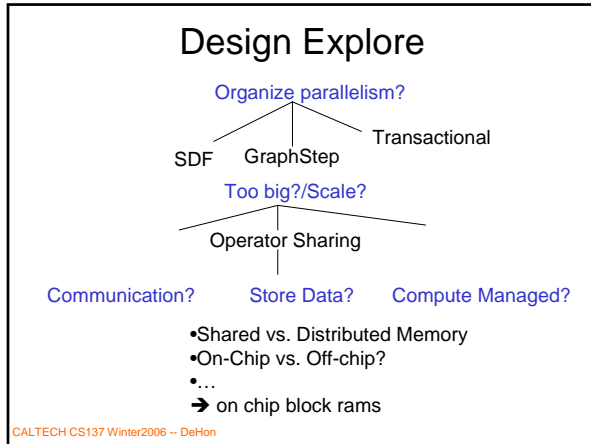 Design Explore
Organize parallelism?
Transactional
SDF GraphStep
Too big?/Scale?
Operator Sharing
Communication? Store Data? Compute Managed?
•Shared vs. Distributed Memory
•On-Chip vs. Off-chip?
•…
➔ on chip block rams
CALTECH CS137 Winter2006 -- DeHon